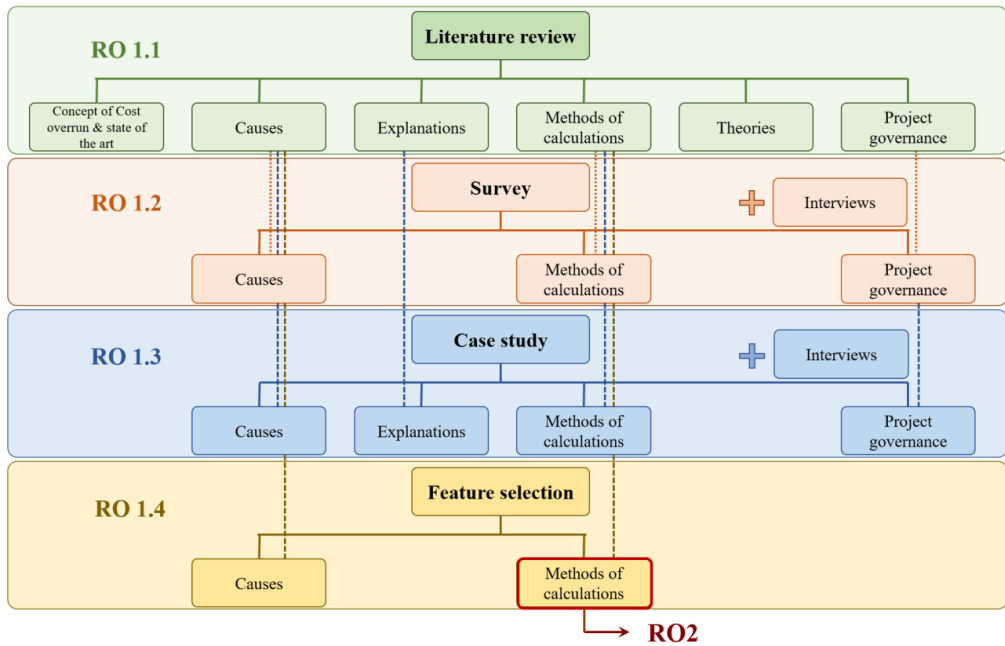 RO 1.1
Literature review
Concept of Cost
overrun & state of
the art
Causes
Explanations
Methods of
calculations
Theories
Project
governance
RO 1.2
Survey
Interviews
Causes
Methods of
calculations
Project
governance
RO 1.3
Case study
Interviews
Causes
Explanations
Methods of
calculations
Project
governance
RO 1.4
Feature selection
Causes
Methods of
calculations
RO2